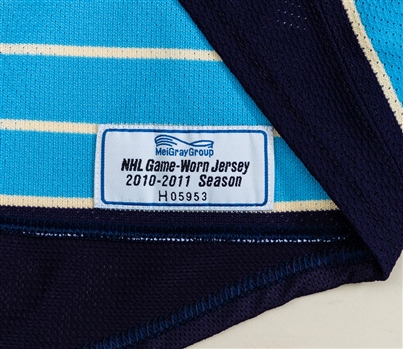 MeiGrayGroup
NHL Game-Worn Jersey
2010-2011 Season
H05953